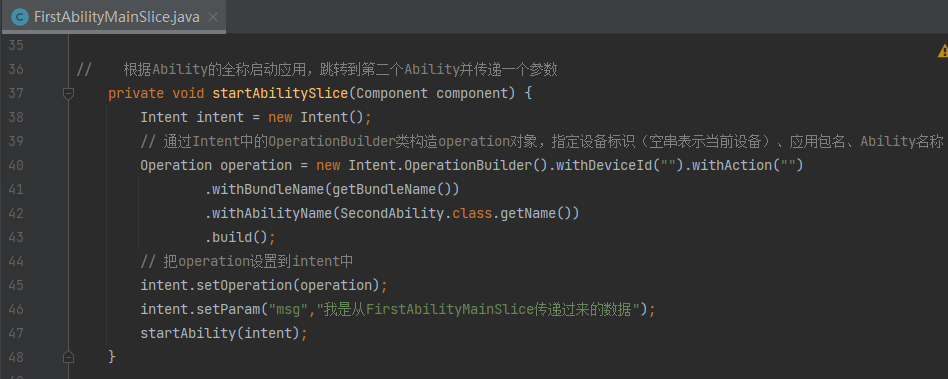 FirstAbilityMainSlice.java
35
36 //    根据Ability的全称启动应用，跳转到第二个Ability并传递一个参数
37 private void startAbilitySlice(Component component) {
38 Intent intent = new Intent();
39 // 通过Intent中的OperationBuilder类构造operation对象，指定设备标识（空串表示当前设备）、应用包名、Ability名称
40 Operation operation = new Intent.OperationBuilder().withDeviceId("").withAction("")
41 .withBundleName(getBundleName())
42 .withAbilityName(SecondAbility.class.getName())
43 .build();
44 // 把operation设置到intent中
45 intent.setOperation(operation);
46 intent.setParam("msg","我是从FirstAbilityMainSlice传递过来的数据");
47 startAbility(intent);
48 }